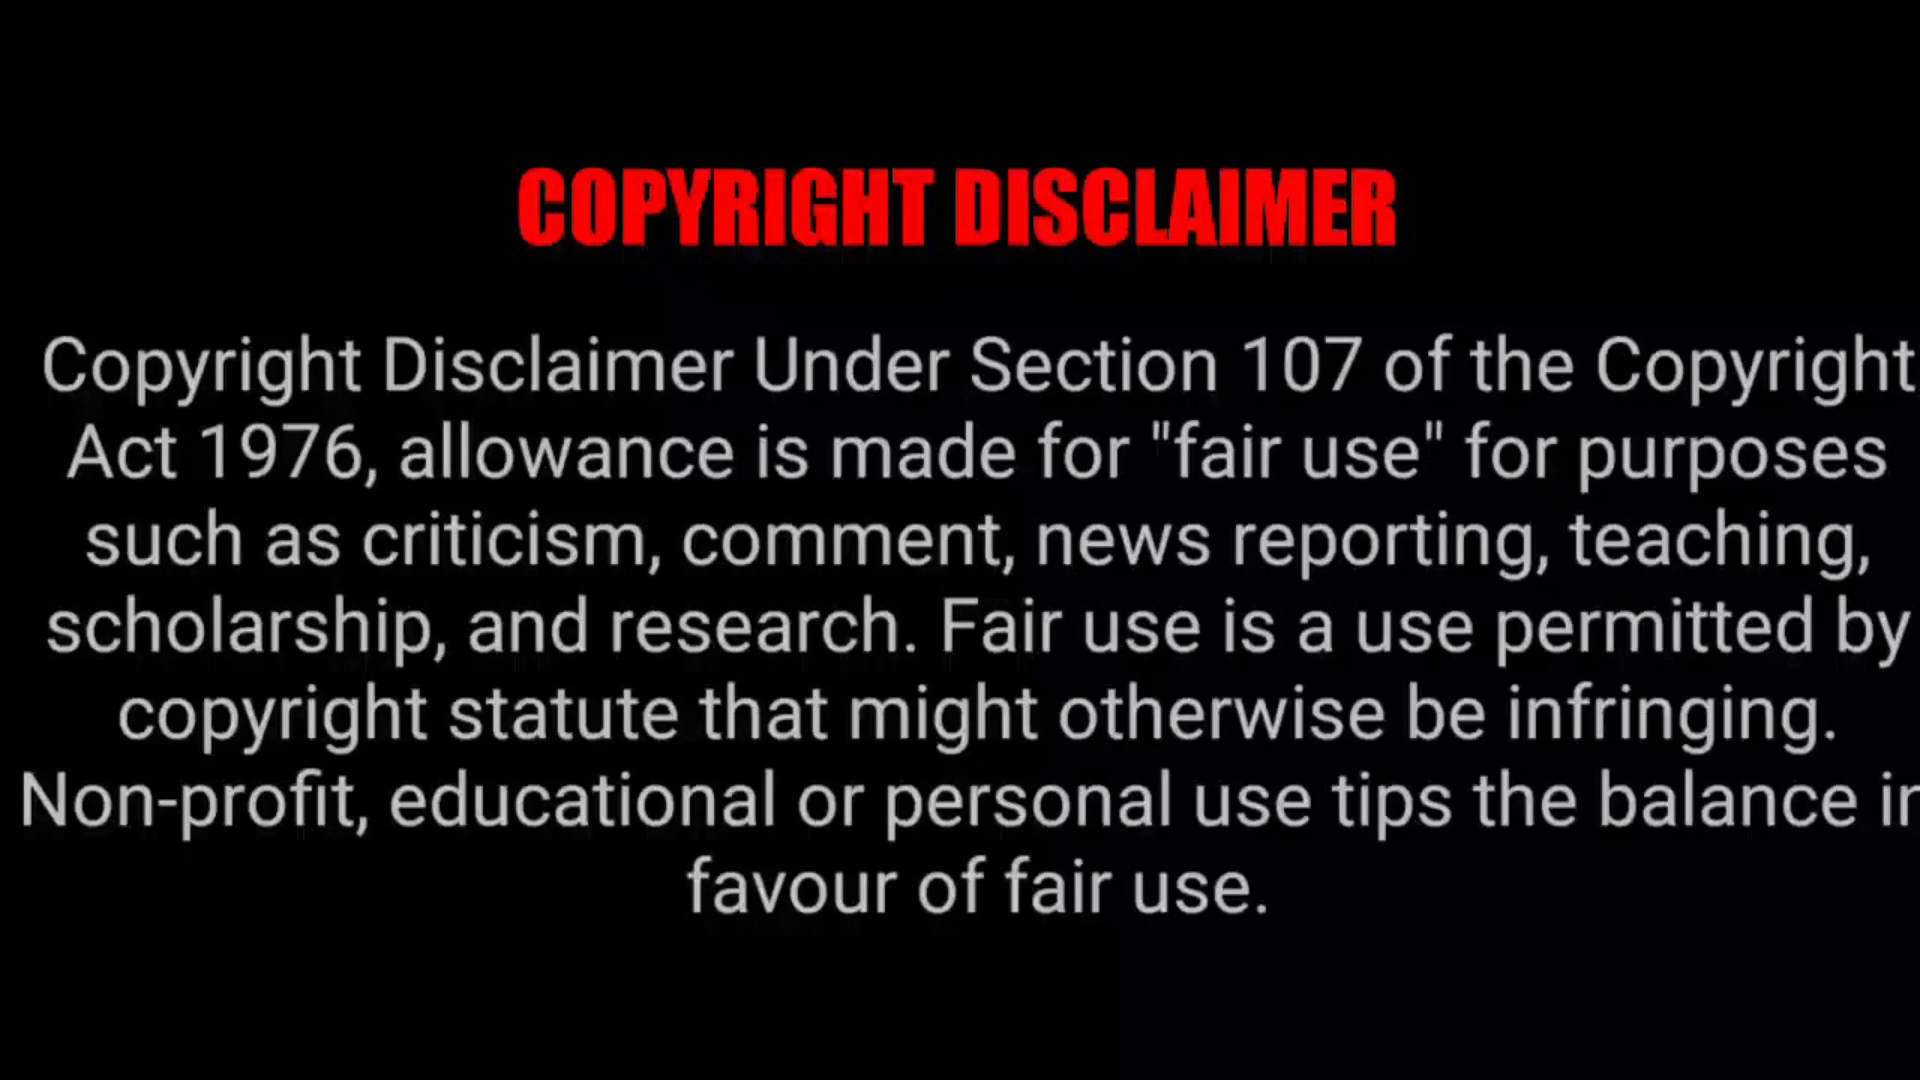 COPYRIGHT DISCLAIMER
Copyright Disclaimer Under Section 107 of the Copyright
Act 1976, allowance is made for "fair use" for purposes
such as criticism, comment, news reporting, teaching,
scholarship, and research. Fair use is a use permitted by
copyright statute that might otherwise be infringing.
Non-profit, educational or personal use tips the balance in
favour of fair use.